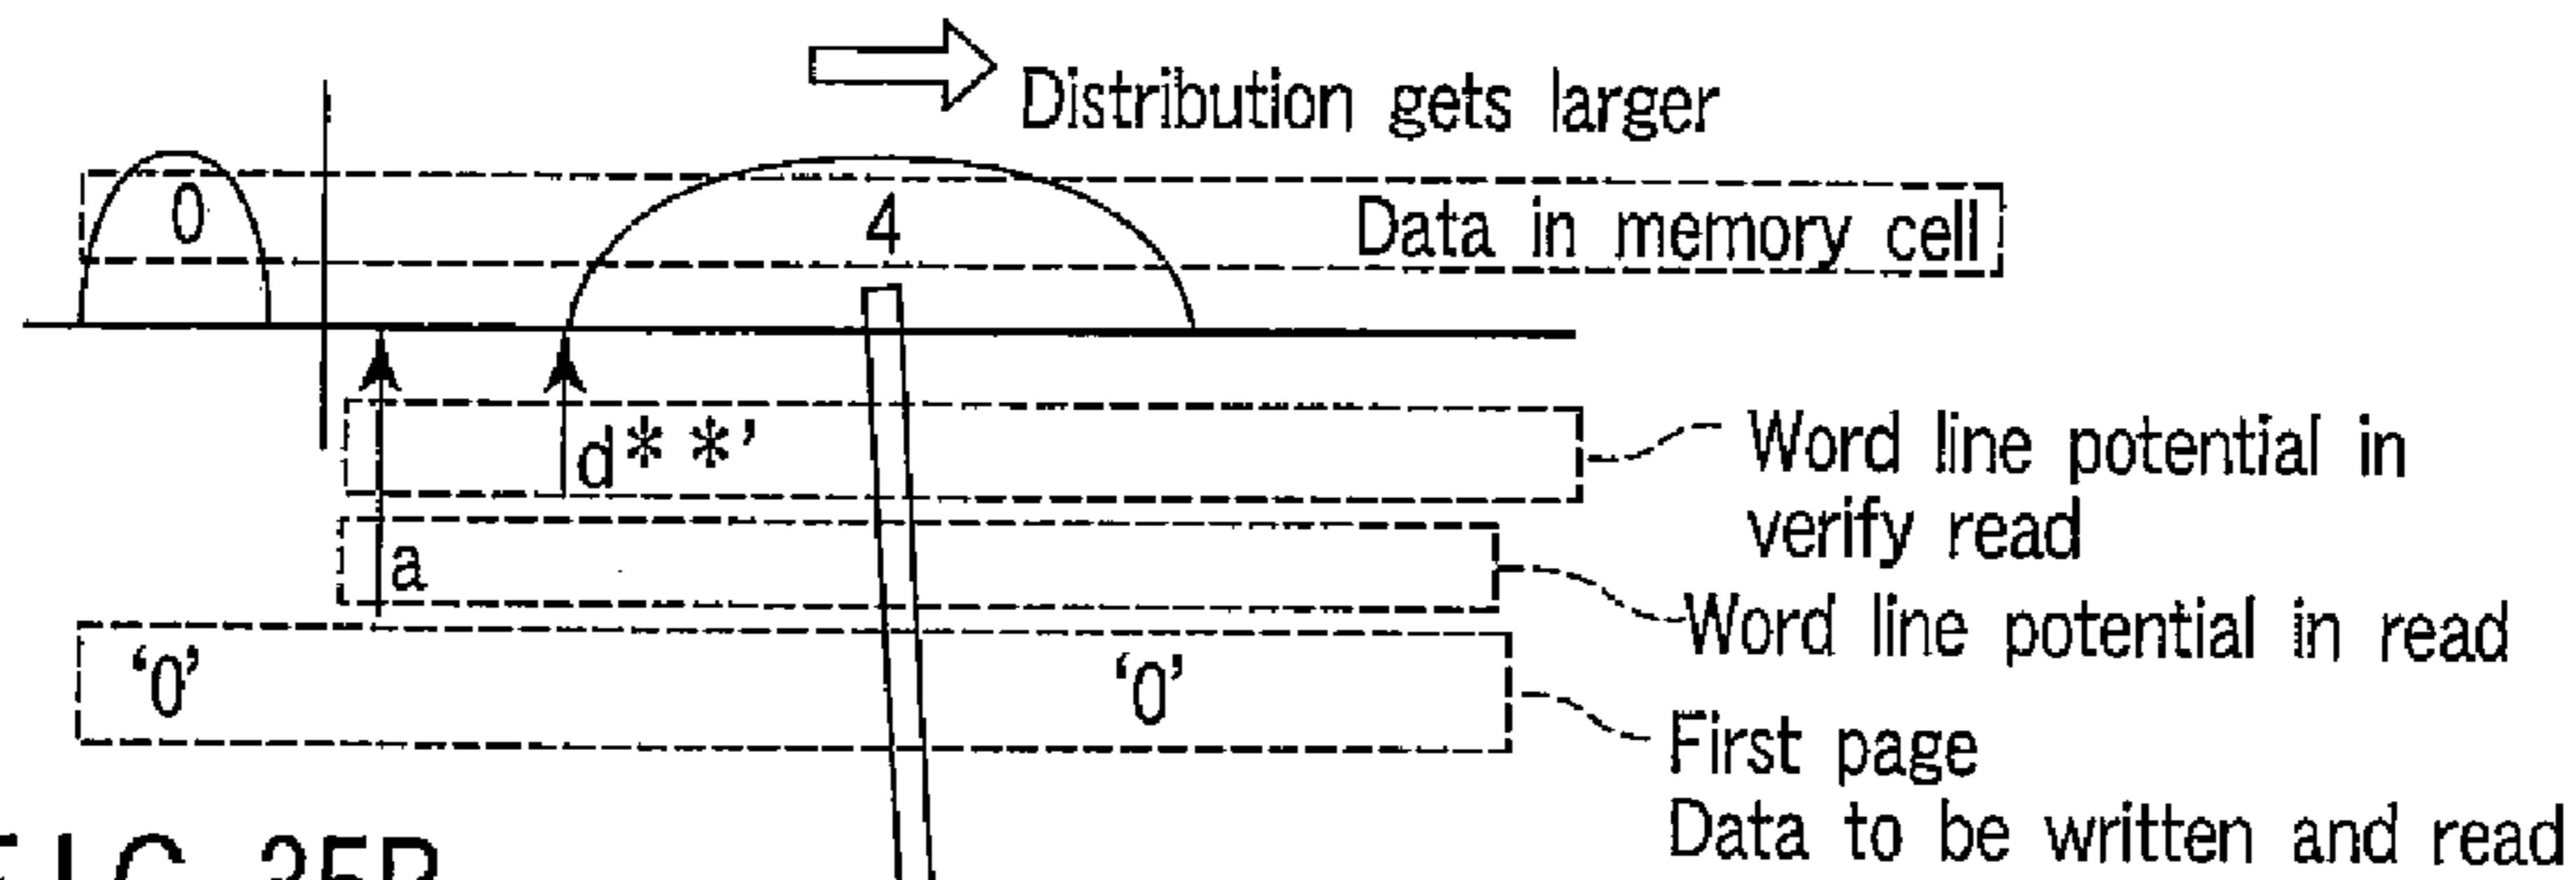 Distribution gets larger
0 4 Data in memory cell
d**' Word line potential in
verify read
a
Word line potential in read
'0' '0'
First page
Data to be written and read